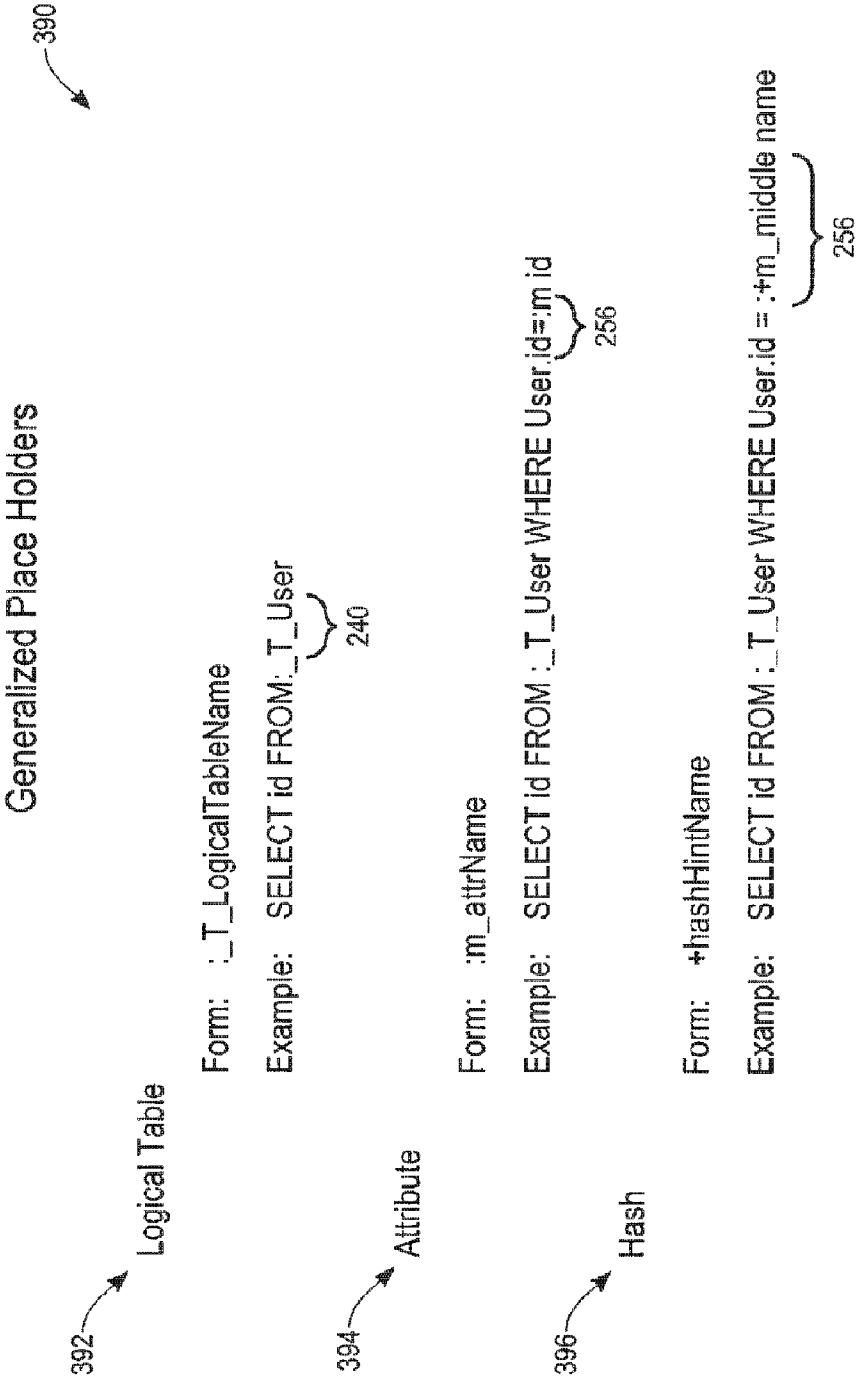 Generalized Place Holders
390
392
Logical Table
Form: :_T_LogicalTableName
Example: SELECT id FROM:_T_User
240
394
Attribute
Form: :m_attrName
Example: SELECT id FROM :_T_User WHERE User.id=:m id
256
396
Hash
Form: +hashHintName
Example: SELECT id FROM :_T_User WHERE User.id = :+m_middle name
256